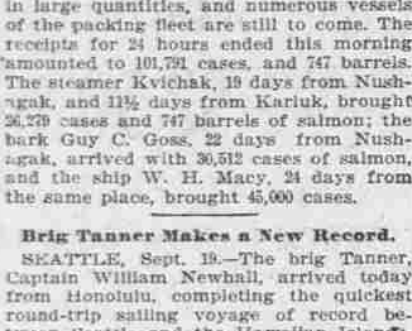 in large quantities, and numerous vessels
of the packing fleet are still to come. The
receipts for 24 hours ended this morning
amounted to 101,791 cases, and 747 barrels.
The steamer Kvichak, 19 days from Nush-
agak, and 11½ days from Karluk, brought
26,279 cases and 747 barrels of salmon; the
bark Guy C. Goss, 22 days from Nush-
agak, arrived with 30,512 cases of salmon,
and the ship W. H. Macy, 24 days from
the same place, brought 45,000 cases.
Brig Tanner Makes a New Record.
SEATTLE, Sept. 19.—The brig Tanner,
Captain William Newhall, arrived today
from Honolulu, completing the quickest
round-trip sailing voyage of record be-